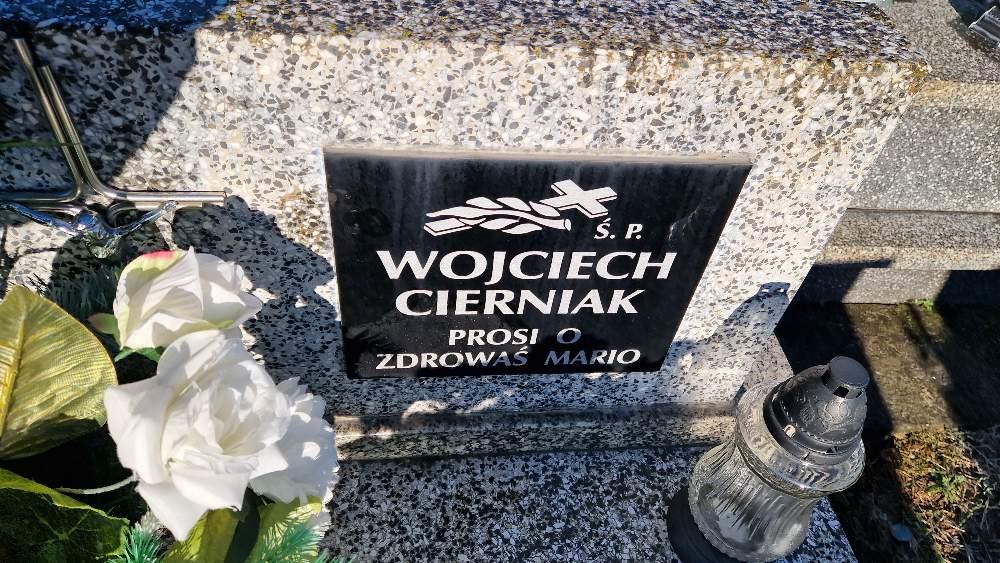 Ś. P.
WOJCIECH
CIERNIAK
PROSI O
ZDROWAŚ MARIO